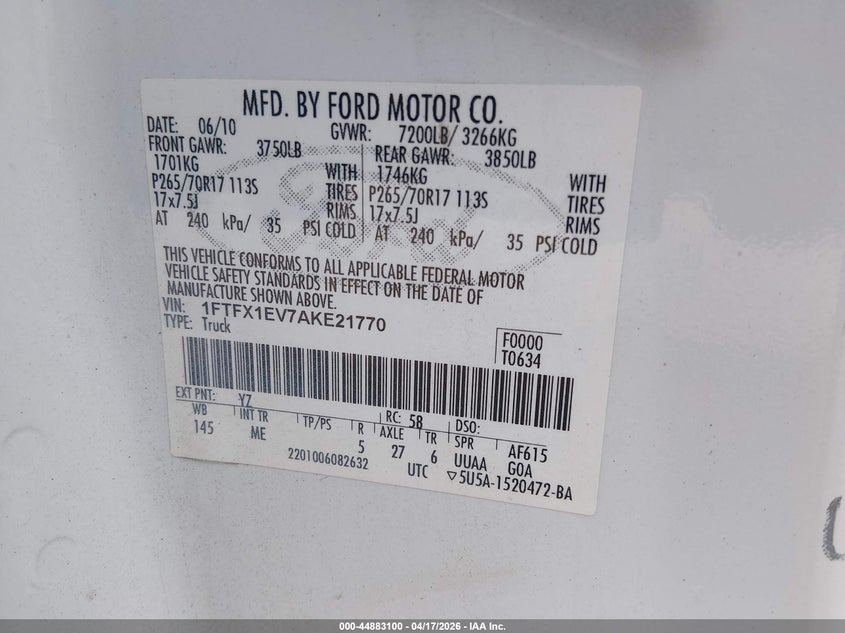 MFD. BY FORD MOTOR CO.
DATE: 06/10 GVWR: 7200LB/ 3266KG
FRONT GAWR: 3750LB REAR GAWR: 3850LB
1701KG WITH 1746KG WITH
P265/70R17 113S TIRES P265/70R17 113S TIRES
17x7.5J RIMS 17x7.5J RIMS
AT 240 kPa/ 35 PSI COLD AT 240 kPa/ 35 PSI COLD
THIS VEHICLE CONFORMS TO ALL APPLICABLE FEDERAL MOTOR
VEHICLE SAFETY STANDARDS IN EFFECT ON THE DATE OF
MANUFACTURE SHOWN ABOVE.
VIN: 1FTFX1EV7AKE21770
TYPE: Truck
F0000
T0634
EXT PNT: YZ RC: 58 DSO:
WB INT TR TP/PS R AXLE TR SPR AF615
145 ME 5 27 6 UUAA GOA
2201006082632 UTC ▽5U5A-1520472-BA
000-44883100 - 04/17/2026 - IAA Inc.